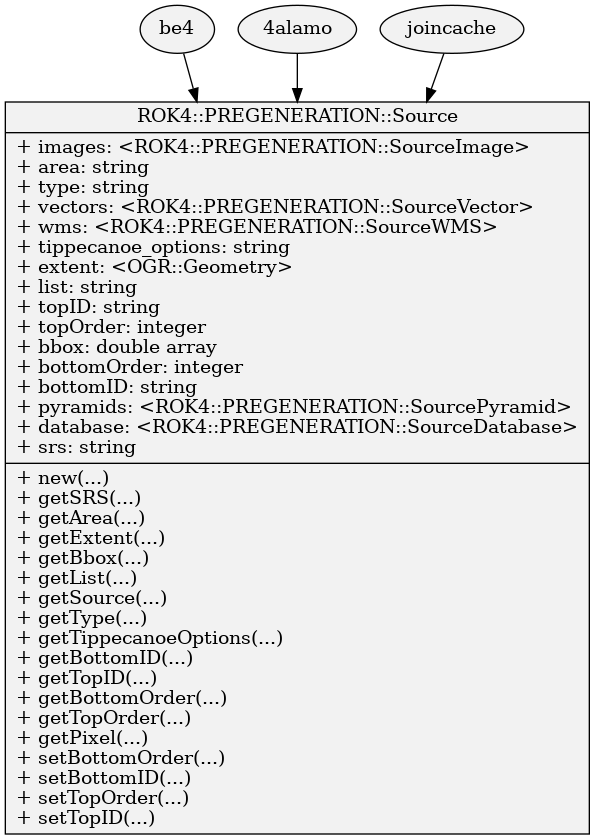 be4
4alamo
joincache
ROK4::PREGENERATION::Source
+ images: <ROK4::PREGENERATION::SourceImage>
+ area: string
+ type: string
+ vectors: <ROK4::PREGENERATION::SourceVector>
+ wms: <ROK4::PREGENERATION::SourceWMS>
+ tippecanoe_options: string
+ extent: <OGR::Geometry>
+ list: string
+ topID: string
+ topOrder: integer
+ bbox: double array
+ bottomOrder: integer
+ bottomID: string
+ pyramids: <ROK4::PREGENERATION::SourcePyramid>
+ database: <ROK4::PREGENERATION::SourceDatabase>
+ srs: string
+ new(...)
+ getSRS(...)
+ getArea(...)
+ getExtent(...)
+ getBbox(...)
+ getList(...)
+ getSource(...)
+ getType(...)
+ getTippecanoeOptions(...)
+ getBottomID(...)
+ getTopID(...)
+ getBottomOrder(...)
+ getTopOrder(...)
+ getPixel(...)
+ setBottomOrder(...)
+ setBottomID(...)
+ setTopOrder(...)
+ setTopID(...)